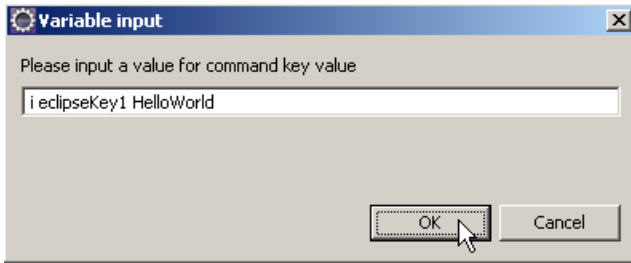 Variable input
Please input a value for command key value
i eclipseKey1 HelloWorld
OK Cancel